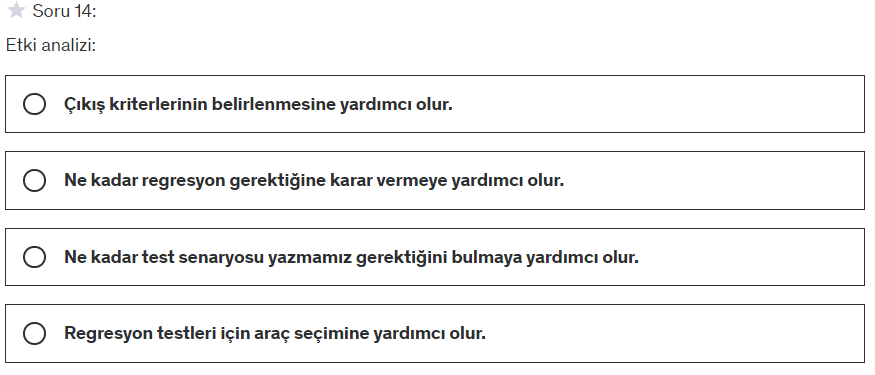 Soru 14:
Etki analizi:
Çıkış kriterlerinin belirlenmesine yardımcı olur.
Ne kadar regresyon gerektiğine karar vermeye yardımcı olur.
Ne kadar test senaryosu yazmamız gerektiğini bulmaya yardımcı olur.
Regresyon testleri için araç seçimine yardımcı olur.